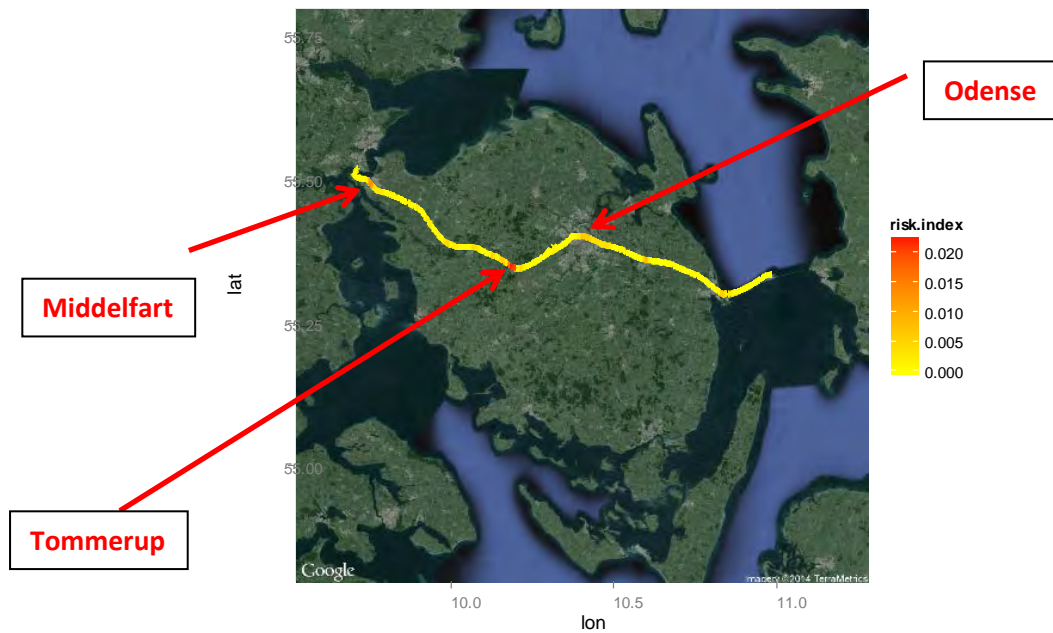 55.75
Odense
55.50
risk.index
0.020
0.015
0.010
0.005
0.000
lat
Middelfart
55.25
55.00
Tommerup
Google
Imagery ©2014 TerraMetrics
10.0
10.5
11.0
lon